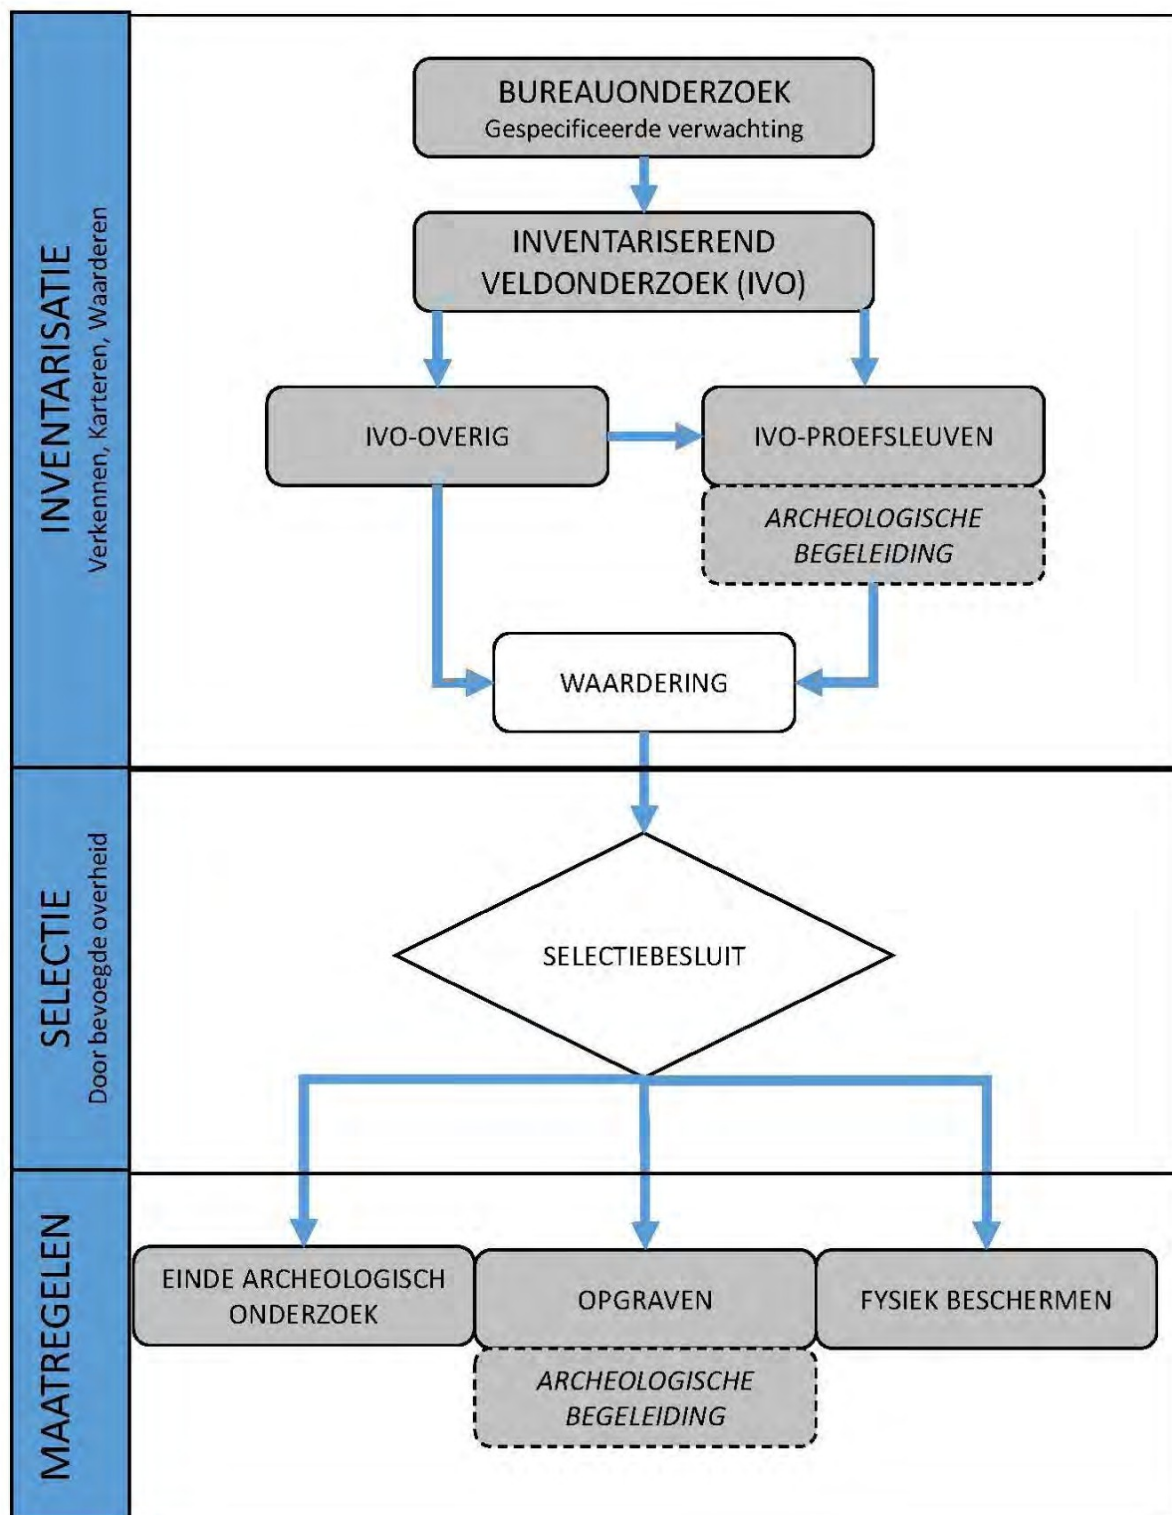 INVENTARISATIE
Verkennen, Karteren, Waarderen
BUREAUONDERZOEK
Gespecificeerde verwachting
INVENTARISEREND
VELDONDERZOEK (IVO)
IVO-OVERIG
IVO-PROEFSLEUVEN
ARCHEOLOGISCHE
BEGELEIDING
WAARDERING
SELECTIE
Door bevoegde overheid
SELECTIEBESLUIT
MAATREGELEN
EINDE ARCHEOLOGISCH
ONDERZOEK
OPGRAVEN
ARCHEOLOGISCHE
BEGELEIDING
FYSIEK BESCHERMEN